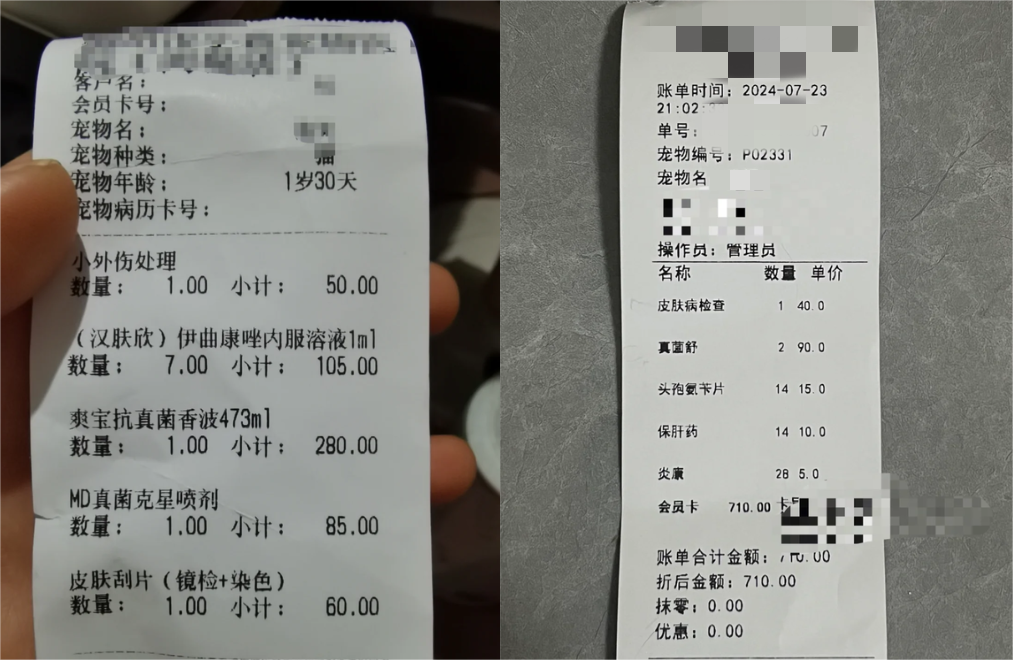 客户名：
会员卡号：
宠物名：
宠物种类： 猫
宠物年龄： 1岁30天
宠物病历卡号：
小外伤处理
数量： 1.00 小计： 50.00
（汉肤欣）伊曲康唑内服溶液1ml
数量： 7.00 小计： 105.00
爽宝抗真菌香波473ml
数量： 1.00 小计： 280.00
MD真菌克星喷剂
数量： 1.00 小计： 85.00
皮肤刮片（镜检+染色）
数量： 1.00 小计： 60.00
账单时间：2024-07-23
21:02:
单号： 07
宠物编号：P02331
宠物名
操作员：管理员
名称 数量 单价
皮肤病检查 1 40.0
真菌舒 2 90.0
头孢氨苄片 14 15.0
保肝药 14 10.0
炎康 28 5.0
会员卡 710.00
账单合计金额：710.00
折后金额：710.00
抹零：0.00
优惠：0.00